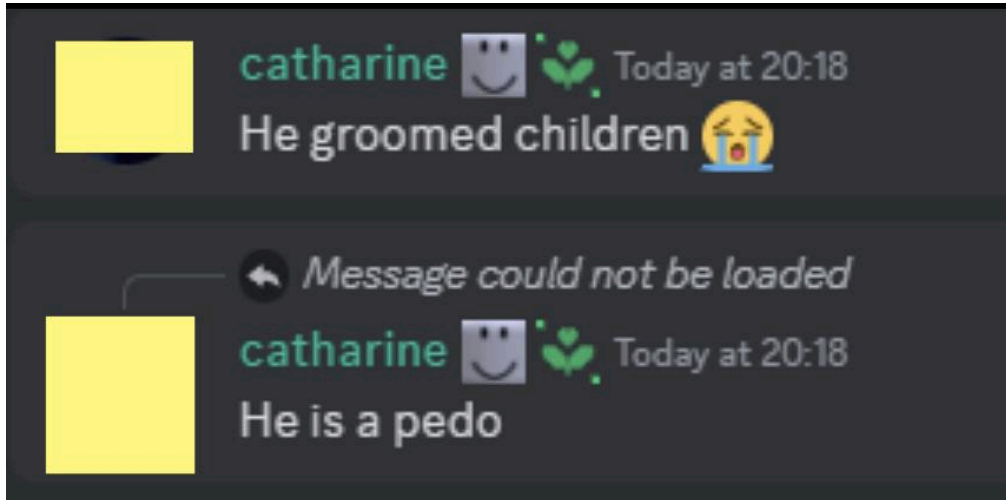 catharine Today at 20:18
He groomed children 😭
Message could not be loaded
catharine Today at 20:18
He is a pedo